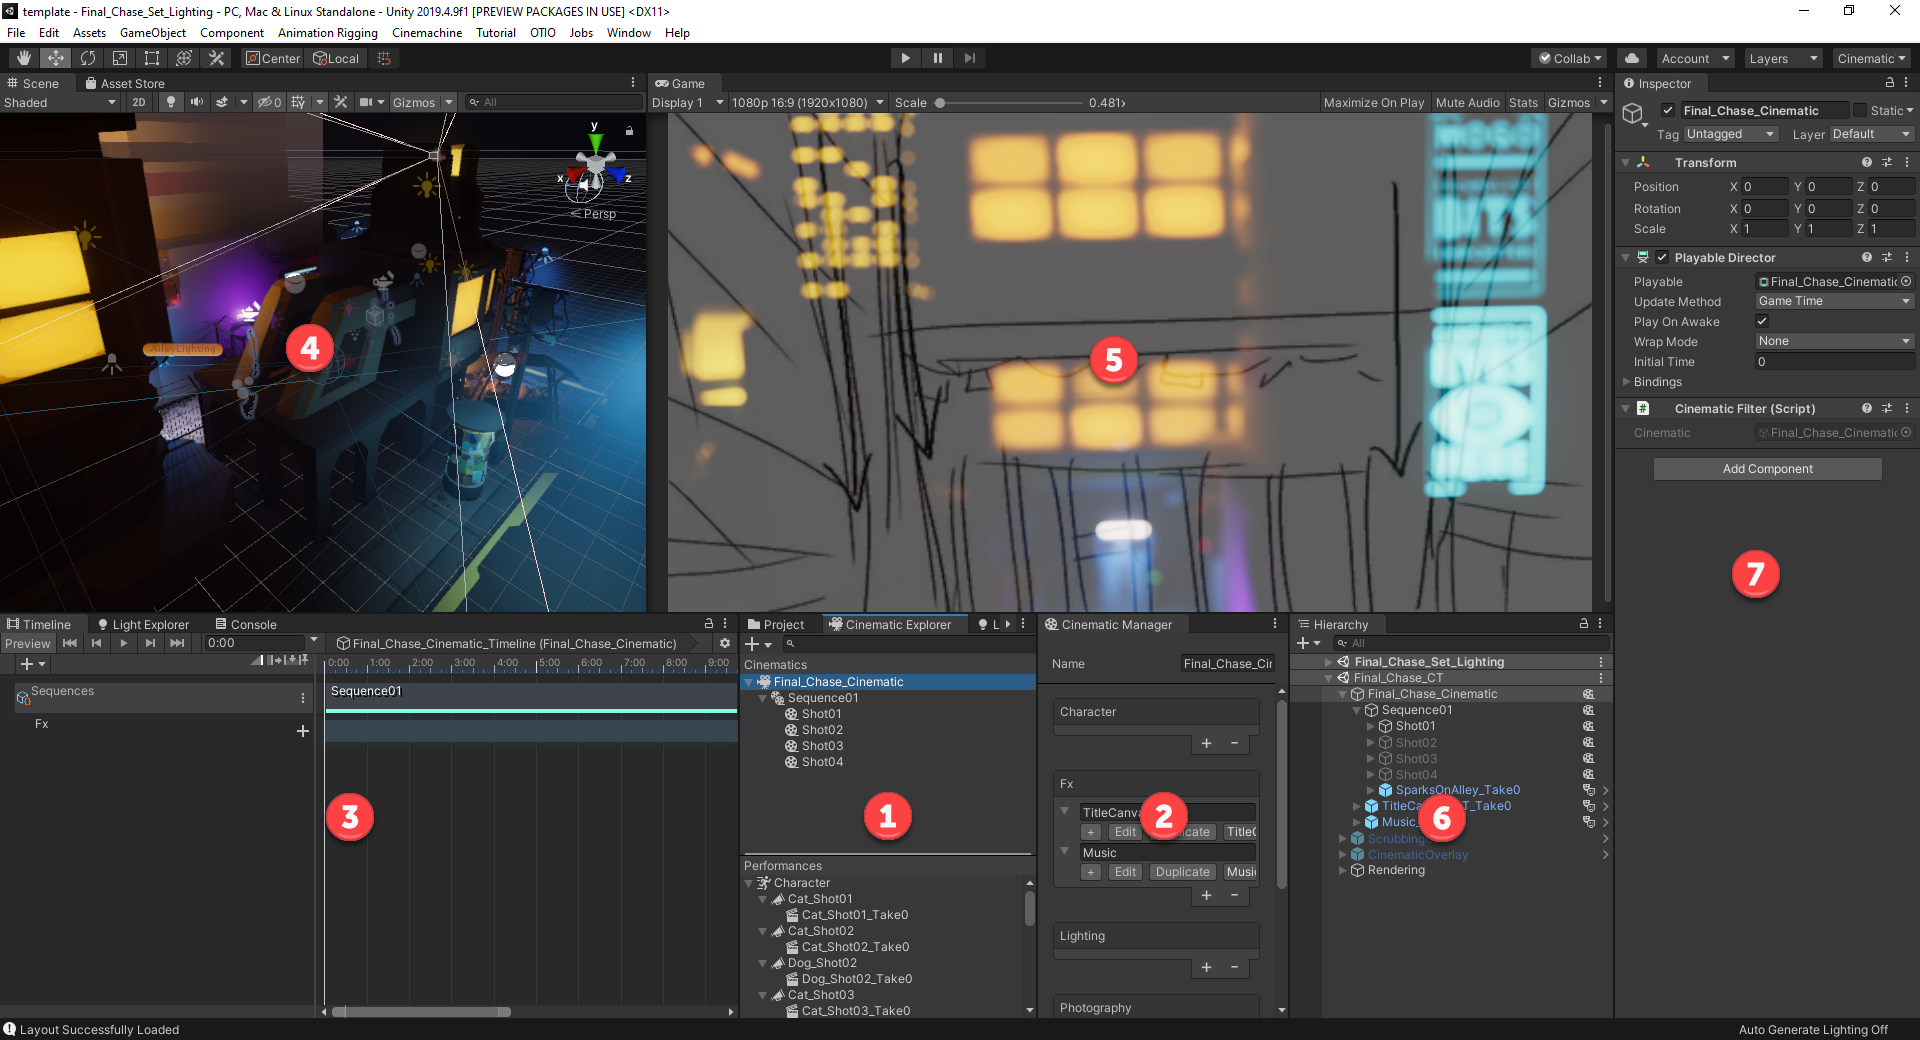 template - Final_Chase_Set_Lighting - PC, Mac & Linux Standalone - Unity 2019.4.9f1 [PREVIEW PACKAGES IN USE] <DX11>
File Edit Assets GameObject Component Animation Rigging Cinemachine Tutorial OTIO Jobs Window Help
Center Local Collab Account Layers Cinematic
Scene Asset Store
Shaded 2D 0 Gizmos All
y
x
z
Persp
AlleyLighting
4
Game
Display 1 1080p 16:9 (1920x1080) Scale 0.481x Maximize On Play Mute Audio Stats Gizmos
5
Inspector
Final_Chase_Cinematic Static
Tag Untagged Layer Default
Transform
Position X 0 Y 0 Z 0
Rotation X 0 Y 0 Z 0
Scale X 1 Y 1 Z 1
Playable Director
Playable Final_Chase_Cinematic
Update Method Game Time
Play On Awake
Wrap Mode None
Initial Time 0
Bindings
# Cinematic Filter (Script)
Cinematic Final_Chase_Cinematic
Add Component
7
Timeline Light Explorer Console
Preview 0:00 Final_Chase_Cinematic_Timeline (Final_Chase_Cinematic)
0:00 1:00 2:00 3:00 4:00 5:00 6:00 7:00 8:00 9:00
Sequences Sequence01
Fx
3
Project Cinematic Explorer L
Cinematics
Final_Chase_Cinematic
Sequence01
Shot01
Shot02
Shot03
Shot04
1
Performances
Character
Cat_Shot01
Cat_Shot01_Take0
Cat_Shot02
Cat_Shot02_Take0
Dog_Shot02
Dog_Shot02_Take0
Cat_Shot03
Cat_Shot03_Take0
Cinematic Manager
Name Final_Chase_Cin
Character
+ -
Fx
TitleCanva
+ Edit icate TitleC
2
Music
+ Edit Duplicate Music
+ -
Lighting
+ -
Photography
Hierarchy
All
Final_Chase_Set_Lighting
Final_Chase_CT
Final_Chase_Cinematic
Sequence01
Shot01
Shot02
Shot03
Shot04
SparksOnAlley_Take0
TitleCa T_Take0
Music_
6
Scrubbing
CinematicOverlay
Rendering
Layout Successfully Loaded
Auto Generate Lighting Off